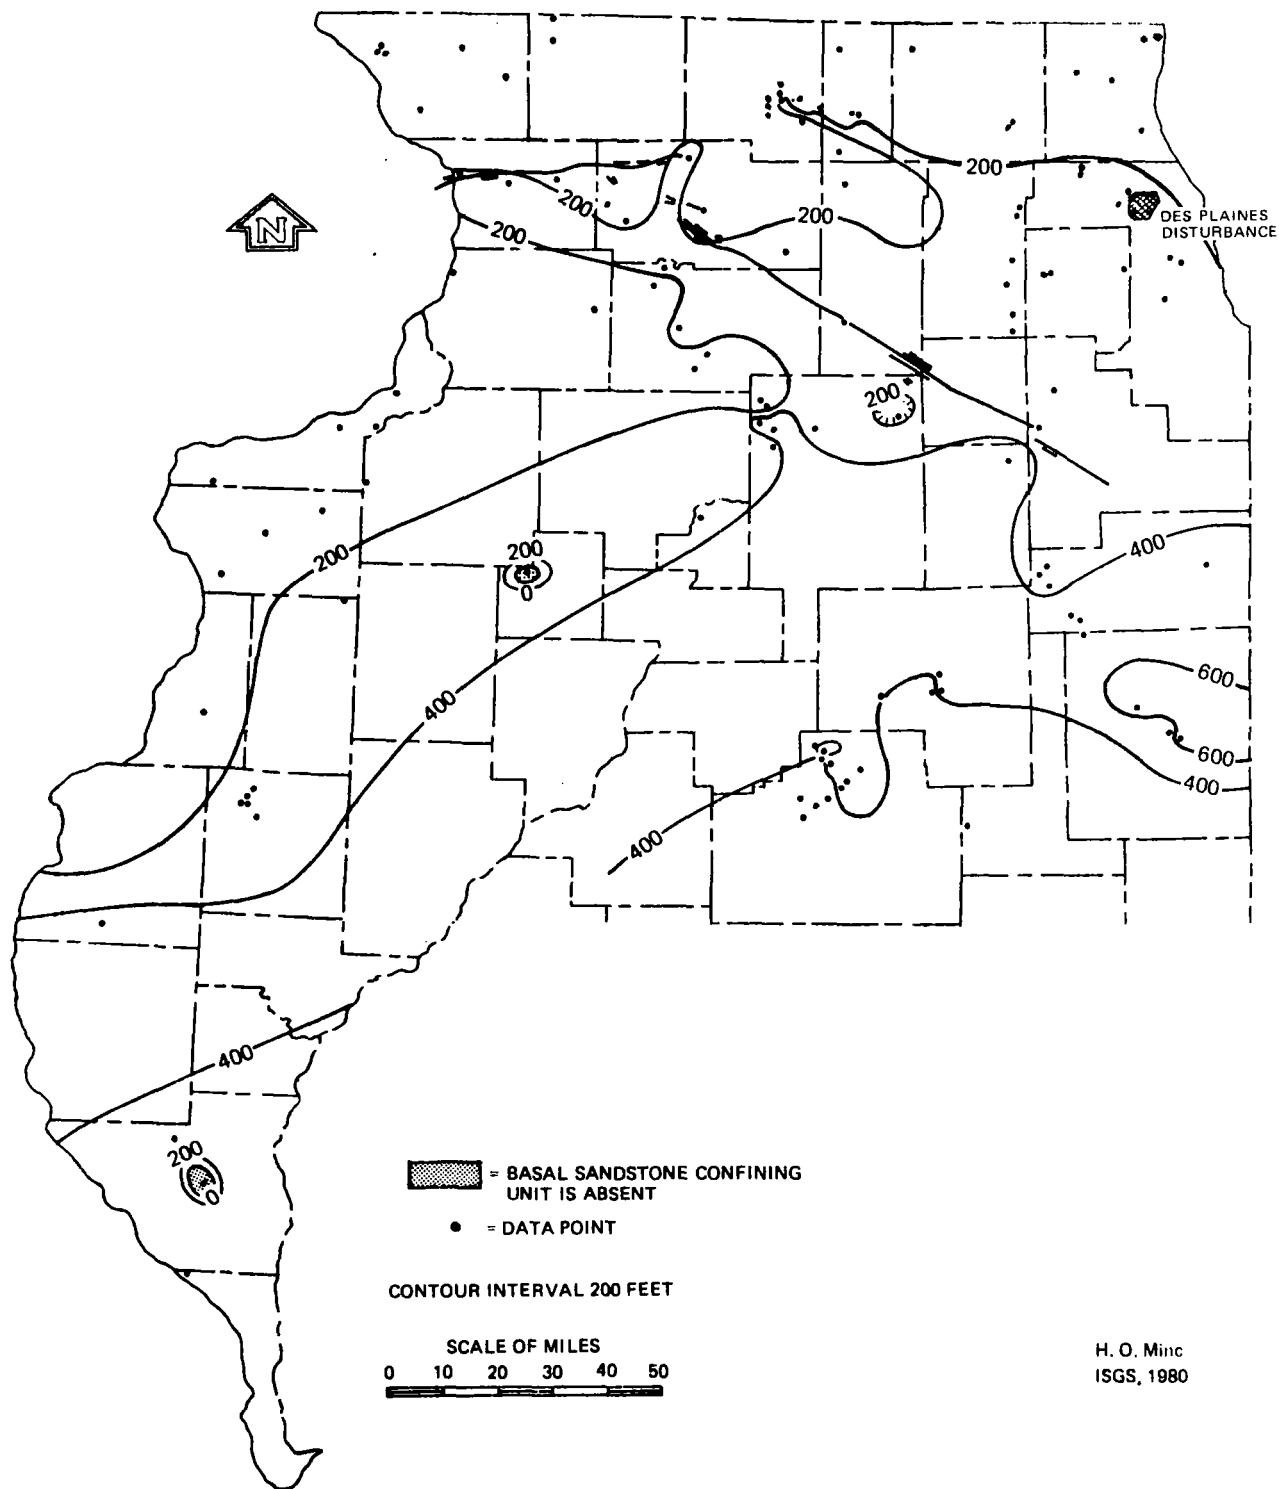 200
200
200
200
N
DES PLAINES
DISTURBANCE
200
200
200
0
400
400
600
600
400
400
400
200
0
= BASAL SANDSTONE CONFINING
UNIT IS ABSENT
= DATA POINT
CONTOUR INTERVAL 200 FEET
SCALE OF MILES
0 10 20 30 40 50
H. O. Minc
ISGS, 1980